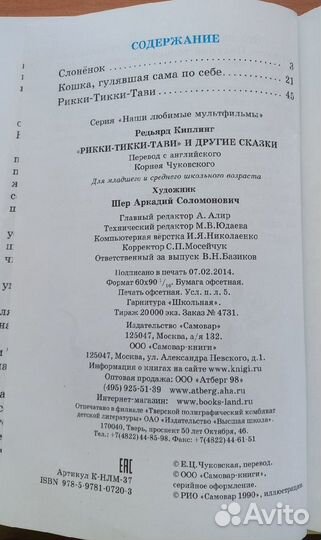 СОДЕРЖАНИЕ
Слонёнок 3
Кошка, гулявшая сама по себе 21
Рикки-Тикки-Тави 45
Серия «Наши любимые мультфильмы»
Редьярд Киплинг
«РИККИ-ТИККИ-ТАВИ» И ДРУГИЕ СКАЗКИ
Перевод с английского
Корнея Чуковского
Для младшего и среднего школьного возраста
Художник
Шер Аркадий Соломонович
Главный редактор А. Алир
Технический редактор М.В.Юдаева
Компьютерная вёрстка И.Я.Николаенко
Корректор С.П.Мосейчук
Ответственный за выпуск В.Н.Базиков
Подписано в печать 07.02.2014.
Формат 60х90 1/16. Бумага офсетная.
Печать офсетная. Усл. п. л. 5.
Гарнитура «Школьная».
Тираж 20000 экз. Заказ № 4731.
Издательство «Самовар»
125047, Москва, а/я 132.
ООО «Самовар-книги»
125047, Москва, ул. Александра Невского, д.1.
Информация о книгах на сайте www.knigi.ru
Оптовая продажа: ООО «Атберг 98»
(495) 925-51-39 www.atberg.aha.ru
Интернет-магазин: www.books-land.ru
Отпечатано в филиале «Тверской полиграфический комбинат
детской литературы» ОАО «Издательство «Высшая школа».
170040, Тверь, проспект 50 лет Октября, 46.
Тел.: +7(4822)44-85-98. Факс: +7(4822)44-61-51
EAC
Артикул К-НЛМ-37
ISBN 978-5-9781-0720-3
© Е.Ц.Чуковская, перевод.
© ООО «Самовар-книги»,
серийное оформление.
© РИО «Самовар 1990», иллюстрации.
Avito